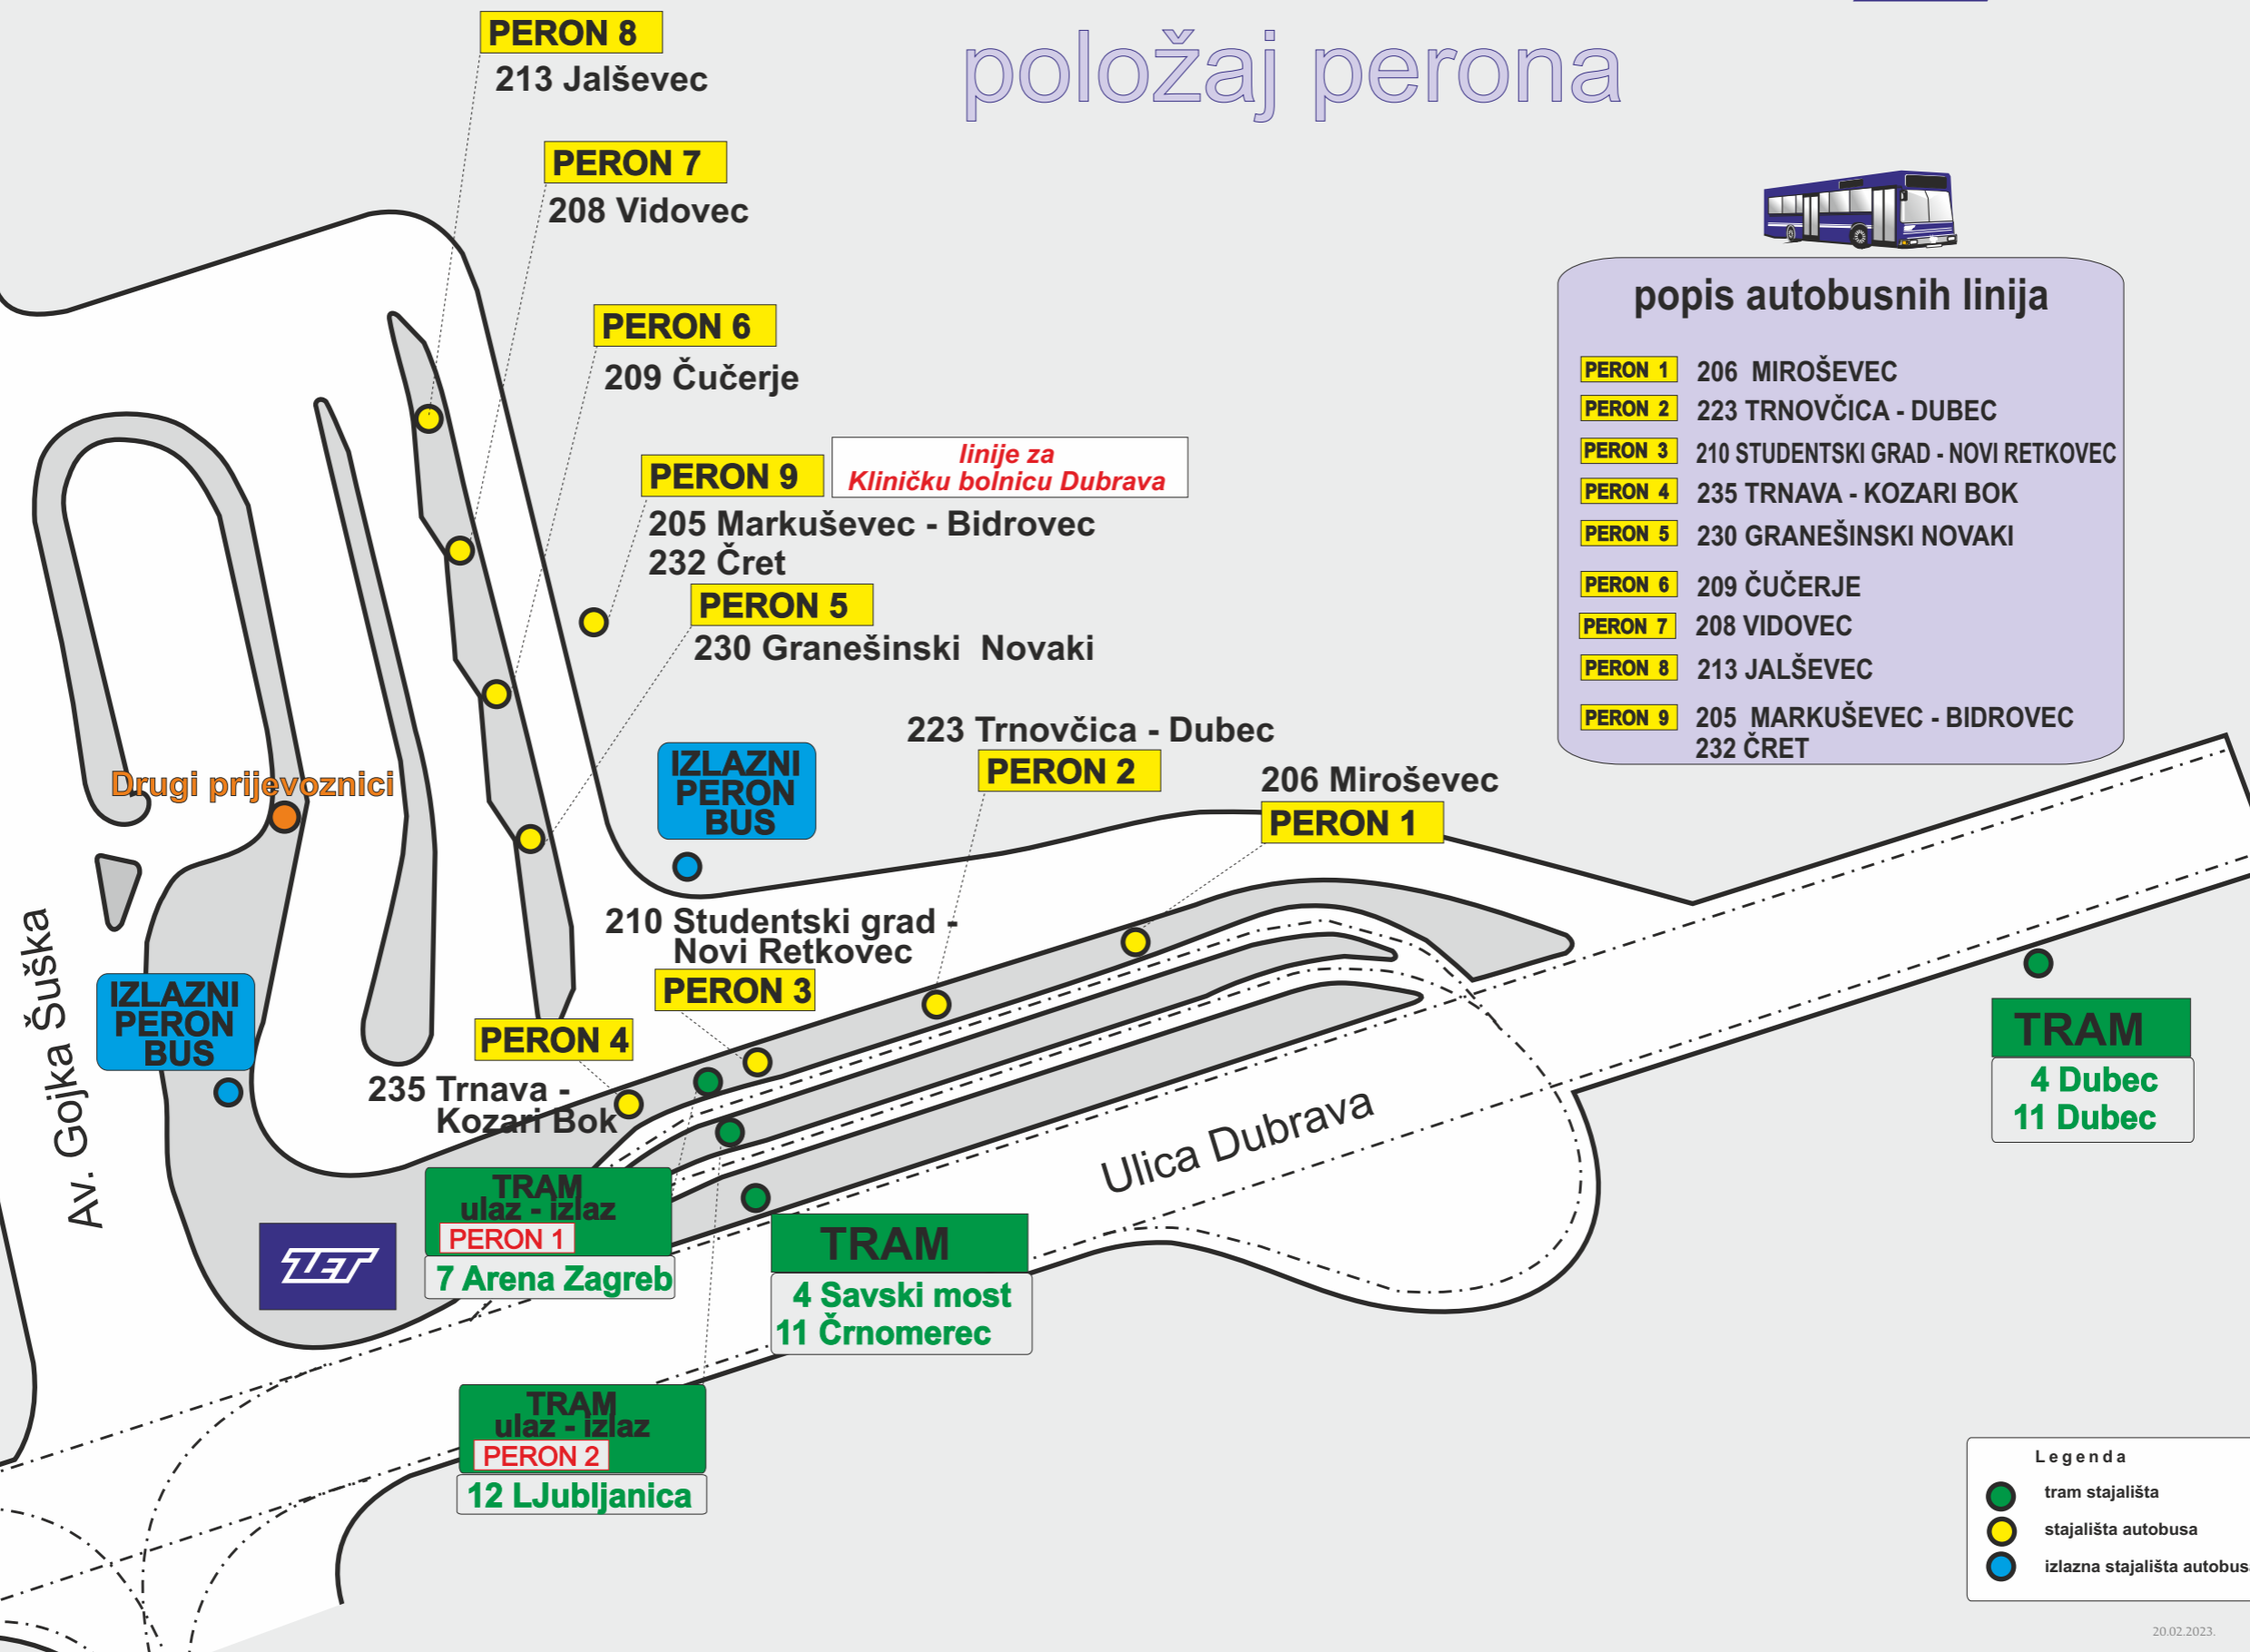 položaj perona
PERON 8
213 Jalševec
PERON 7
208 Vidovec
PERON 6
209 Čučerje
PERON 9
linije za
Kliničku bolnicu Dubrava
205 Markuševec - Bidrovec
232 Čret
PERON 5
230 Granešinski Novaki
popis autobusnih linija
PERON 1 206 MIROŠEVEC
PERON 2 223 TRNOVČICA - DUBEC
PERON 3 210 STUDENTSKI GRAD - NOVI RETKOVEC
PERON 4 235 TRNAVA - KOZARI BOK
PERON 5 230 GRANEŠINSKI NOVAKI
PERON 6 209 ČUČERJE
PERON 7 208 VIDOVEC
PERON 8 213 JALŠEVEC
PERON 9 205 MARKUŠEVEC - BIDROVEC
232 ČRET
223 Trnovčica - Dubec
PERON 2
206 Miroševec
PERON 1
IZLAZNI
PERON
BUS
Drugi prijevoznici
210 Studentski grad -
Novi Retkovec
PERON 3
PERON 4
235 Trnava -
Kozari Bok
IZLAZNI
PERON
BUS
Av. Gojka Šuška
Ulica Dubrava
TRAM
4 Dubec
11 Dubec
ZET
TRAM
ulaz - izlaz
PERON 1
7 Arena Zagreb
TRAM
4 Savski most
11 Črnomerec
TRAM
ulaz - izlaz
PERON 2
12 LJubljanica
Legenda
tram stajališta
stajališta autobusa
izlazna stajališta autobus
20.02.2023.